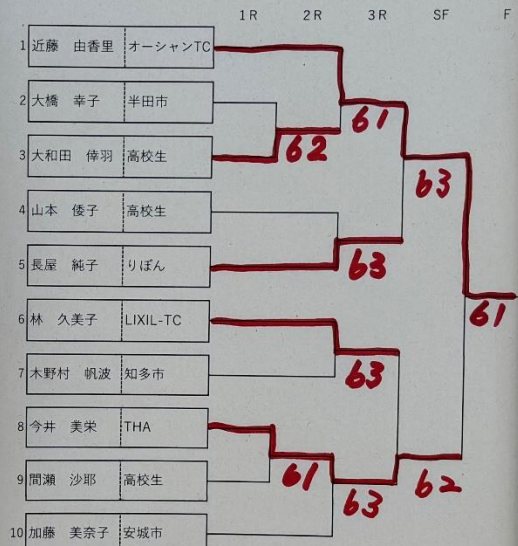 1R 2R 3R SF F
1 近藤 由香里 オーシャンTC
2 大橋 幸子 半田市
61
3 大和田 倖羽 高校生
62
63
4 山本 倭子 高校生
5 長屋 純子 りぼん
63
61
6 林 久美子 LIXIL-TC
7 木野村 帆波 知多市
63
8 今井 美栄 THA
9 間瀬 沙耶 高校生
61
62
63
10 加藤 美奈子 安城市